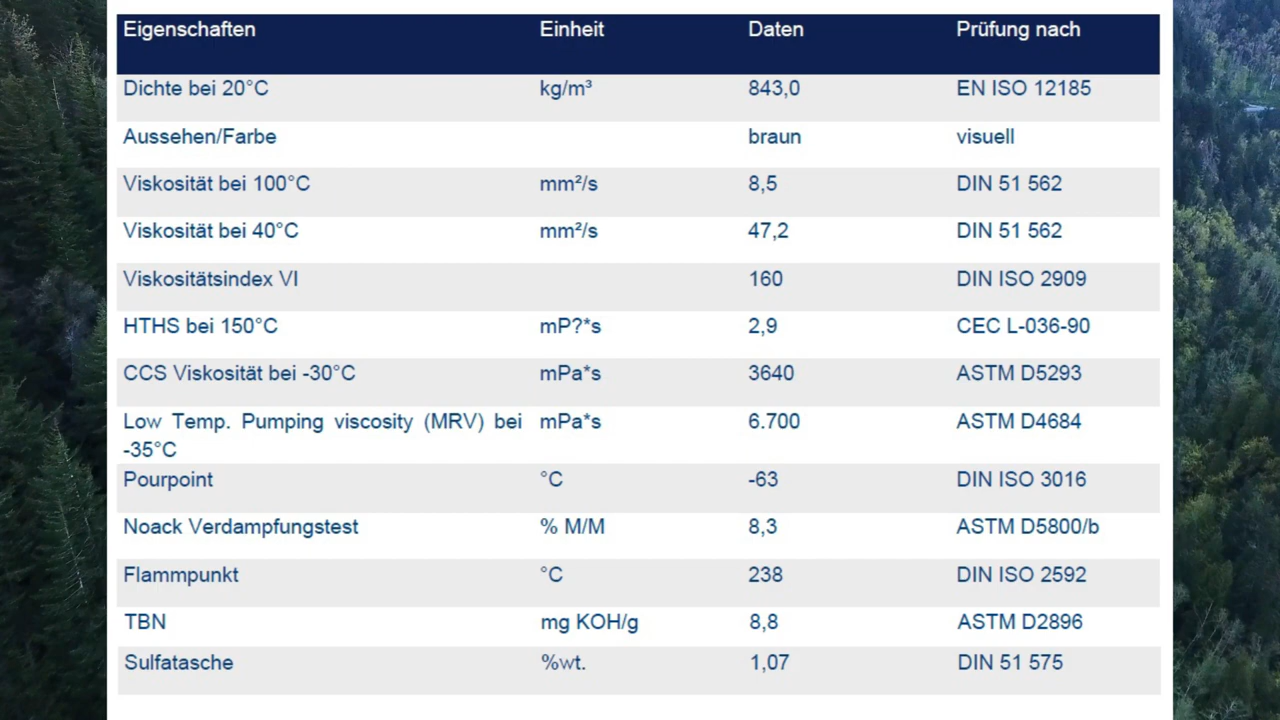 Eigenschaften Einheit Daten Prüfung nach
Dichte bei 20°C kg/m³ 843,0 EN ISO 12185
Aussehen/Farbe braun visuell
Viskosität bei 100°C mm²/s 8,5 DIN 51 562
Viskosität bei 40°C mm²/s 47,2 DIN 51 562
Viskositätsindex VI 160 DIN ISO 2909
HTHS bei 150°C mP?*s 2,9 CEC L-036-90
CCS Viskosität bei -30°C mPa*s 3640 ASTM D5293
Low Temp. Pumping viscosity (MRV) bei mPa*s 6.700 ASTM D4684
-35°C
Pourpoint °C -63 DIN ISO 3016
Noack Verdampfungstest % M/M 8,3 ASTM D5800/b
Flammpunkt °C 238 DIN ISO 2592
TBN mg KOH/g 8,8 ASTM D2896
Sulfatasche %wt. 1,07 DIN 51 575